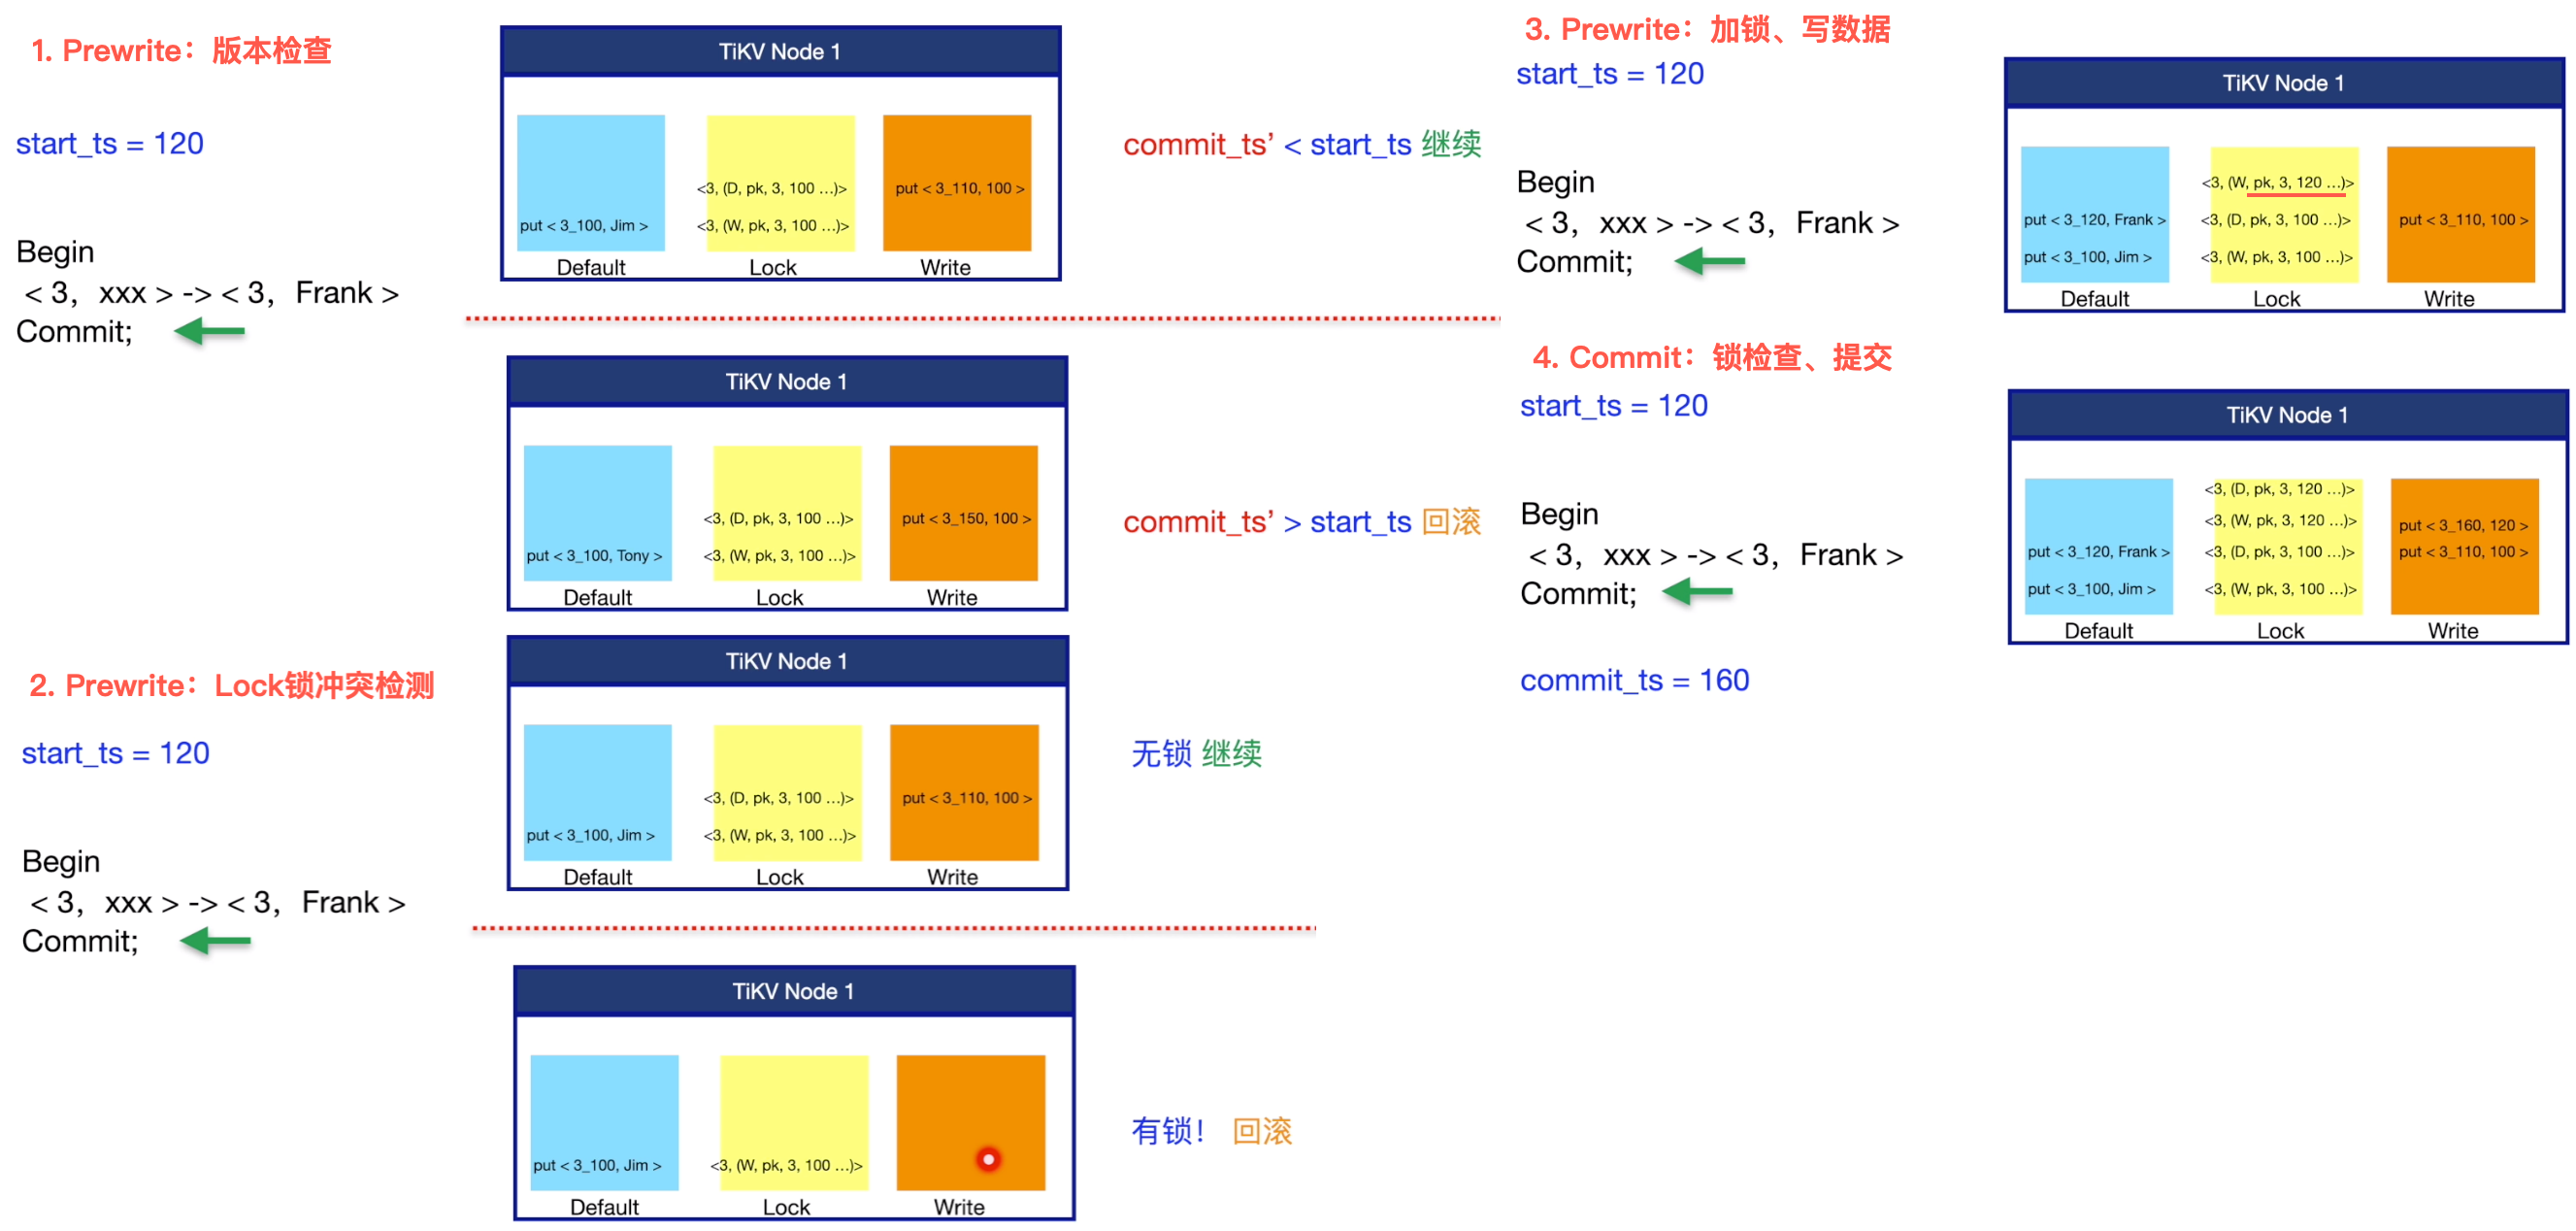 1. Prewrite：版本检查
start_ts = 120
Begin
< 3，xxx > -> < 3，Frank >
Commit;
TiKV Node 1
<3, (D, pk, 3, 100 ...)>
put < 3_110, 100 >
put < 3_100, Jim >
<3, (W, pk, 3, 100 ...)>
Default
Lock
Write
commit_ts’ < start_ts 继续
TiKV Node 1
<3, (D, pk, 3, 100 ...)>
put < 3_150, 100 >
put < 3_100, Tony >
<3, (W, pk, 3, 100 ...)>
Default
Lock
Write
commit_ts’ > start_ts 回滚
2. Prewrite：Lock锁冲突检测
start_ts = 120
Begin
< 3，xxx > -> < 3，Frank >
Commit;
TiKV Node 1
<3, (D, pk, 3, 100 ...)>
put < 3_110, 100 >
put < 3_100, Jim >
<3, (W, pk, 3, 100 ...)>
Default
Lock
Write
无锁 继续
TiKV Node 1
put < 3_100, Jim >
<3, (W, pk, 3, 100 ...)>
Default
Lock
Write
有锁！ 回滚
3. Prewrite：加锁、写数据
start_ts = 120
Begin
< 3，xxx > -> < 3，Frank >
Commit;
TiKV Node 1
<3, (W, pk, 3, 120 ...)>
put < 3_120, Frank >
<3, (D, pk, 3, 100 ...)>
put < 3_110, 100 >
put < 3_100, Jim >
<3, (W, pk, 3, 100 ...)>
Default
Lock
Write
4. Commit：锁检查、提交
start_ts = 120
Begin
< 3，xxx > -> < 3，Frank >
Commit;
commit_ts = 160
TiKV Node 1
<3, (D, pk, 3, 120 ...)>
<3, (W, pk, 3, 120 ...)>
put < 3_160, 120 >
put < 3_120, Frank >
<3, (D, pk, 3, 100 ...)>
put < 3_110, 100 >
put < 3_100, Jim >
<3, (W, pk, 3, 100 ...)>
Default
Lock
Write